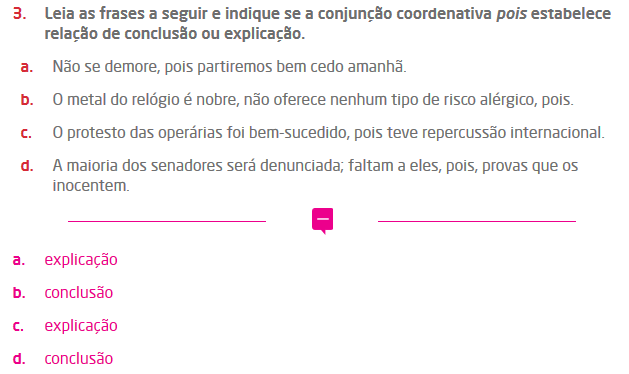 3. Leia as frases a seguir e indique se a conjunção coordenativa pois estabelece
relação de conclusão ou explicação.
a. Não se demore, pois partiremos bem cedo amanhã.
b. O metal do relógio é nobre, não oferece nenhum tipo de risco alérgico, pois.
c. O protesto das operárias foi bem-sucedido, pois teve repercussão internacional.
d. A maioria dos senadores será denunciada; faltam a eles, pois, provas que os
inocentem.
a. explicação
b. conclusão
c. explicação
d. conclusão